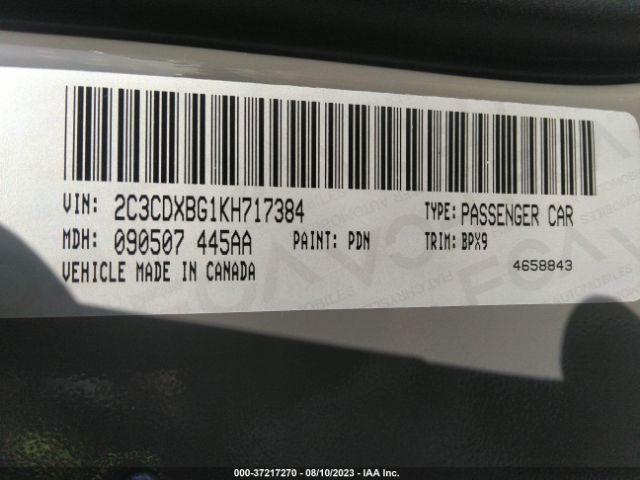 VIN: 2C3CDXBG1KH717384 TYPE: PASSENGER CAR
MDH: 090507 445AA PAINT: PDN TRIM: BPX9
VEHICLE MADE IN CANADA 4658843
000-37217270 - 08/10/2023 - IAA Inc.